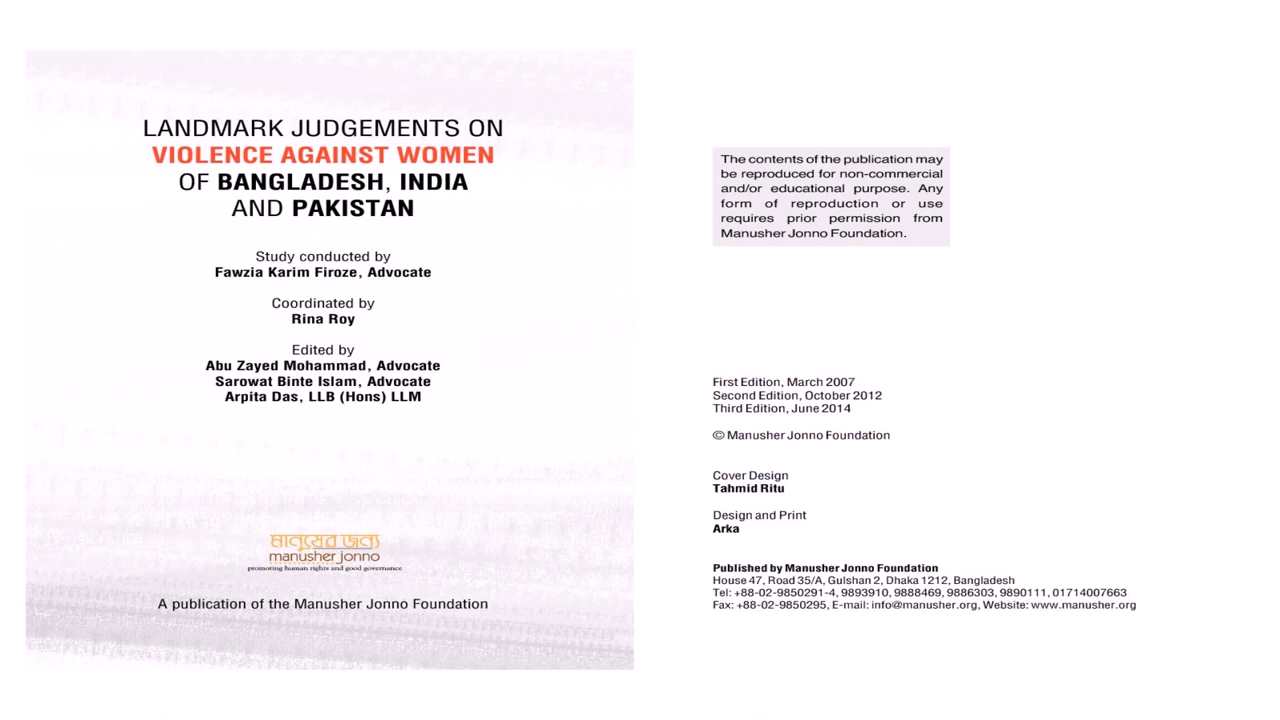 LANDMARK JUDGEMENTS ON
VIOLENCE AGAINST WOMEN
OF BANGLADESH, INDIA
AND PAKISTAN
Study conducted by
Fawzia Karim Firoze, Advocate
Coordinated by
Rina Roy
Edited by
Abu Zayed Mohammad, Advocate
Sarowat Binte Islam, Advocate
Arpita Das, LLB (Hons) LLM
মানুষের জন্য
manusher jonno
promoting human rights and good governance
A publication of the Manusher Jonno Foundation
The contents of the publication may
be reproduced for non-commercial
and/or educational purpose. Any
form of reproduction or use
requires prior permission from
Manusher Jonno Foundation.
First Edition, March 2007
Second Edition, October 2012
Third Edition, June 2014
© Manusher Jonno Foundation
Cover Design
Tahmid Ritu
Design and Print
Arka
Published by Manusher Jonno Foundation
House 47, Road 35/A, Gulshan 2, Dhaka 1212, Bangladesh
Tel: +88-02-9850291-4, 9893910, 9888469, 9886303, 9890111, 01714007663
Fax: +88-02-9850295, E-mail: info@manusher.org, Website: www.manusher.org